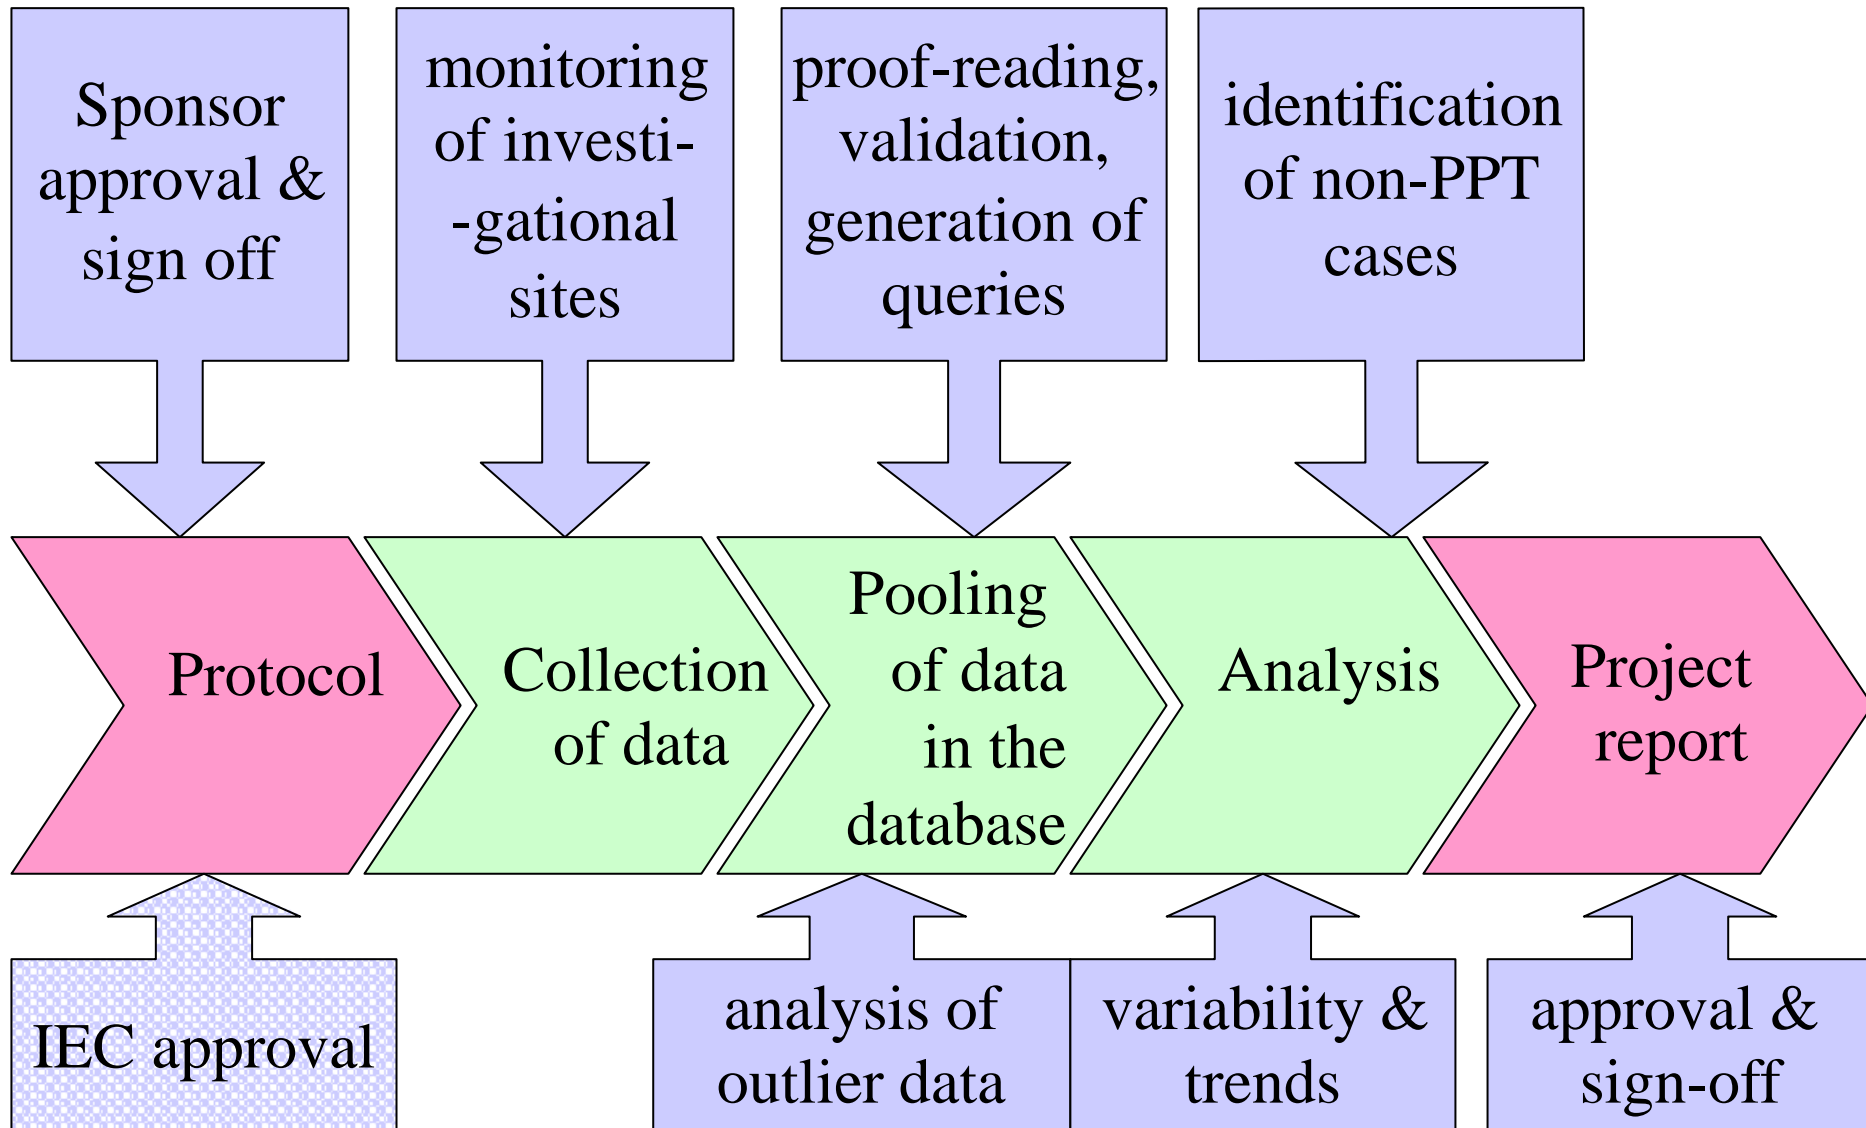 Sponsor
approval &
sign off
monitoring
of investi-
-gational
sites
proof-reading,
validation,
generation of
queries
identification
of non-PPT
cases
Protocol
Collection
of data
Pooling
of data
in the
database
Analysis
Project
report
IEC approval
analysis of
outlier data
variability &
trends
approval &
sign-off